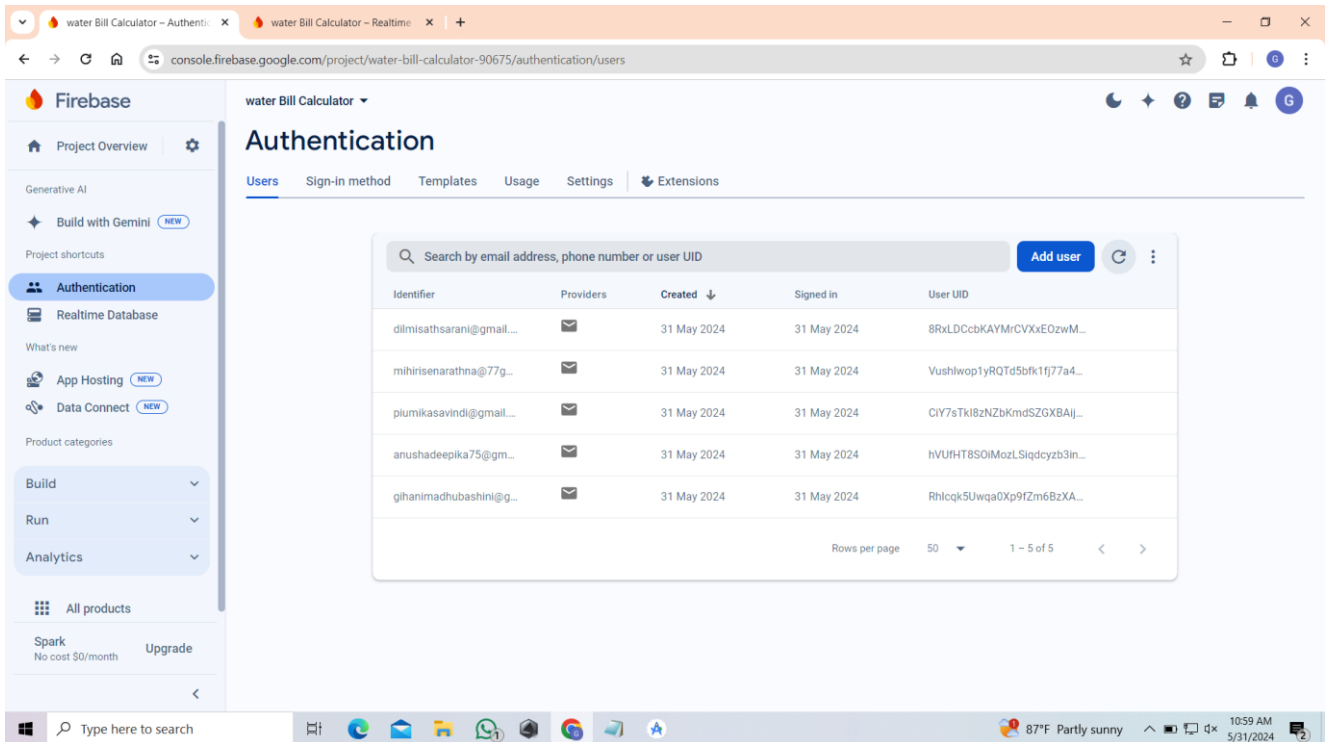 water Bill Calculator – Authentic
water Bill Calculator – Realtime
console.firebase.google.com/project/water-bill-calculator-90675/authentication/users
G
Firebase
water Bill Calculator
G
Project Overview
Authentication
Users Sign-in method Templates Usage Settings Extensions
Generative AI
Build with Gemini NEW
Project shortcuts
Authentication
Realtime Database
What's new
App Hosting NEW
Data Connect NEW
Product categories
Build
Run
Analytics
All products
Spark
No cost $0/month
Upgrade
Search by email address, phone number or user UID
Add user
Identifier Providers Created Signed in User UID
dilmisathsarani@gmail.... 31 May 2024 31 May 2024 8RxLDCcbKAYMrCVXxEOzwM...
mihirisenarathna@77g... 31 May 2024 31 May 2024 Vushlwop1yRQTd5bfk1fj77a4...
piumikasavindi@gmail.... 31 May 2024 31 May 2024 CiY7sTkI8zNZbKmdSZGXBAij...
anushadeepika75@gm... 31 May 2024 31 May 2024 hVUfHT8SOiMozLSiqdcyzb3in...
gihanimadhubashini@g... 31 May 2024 31 May 2024 Rhlcqk5Uwqa0Xp9fZm6BzXA...
Rows per page 50 1 – 5 of 5
Type here to search
87°F Partly sunny
10:59 AM
5/31/2024
2